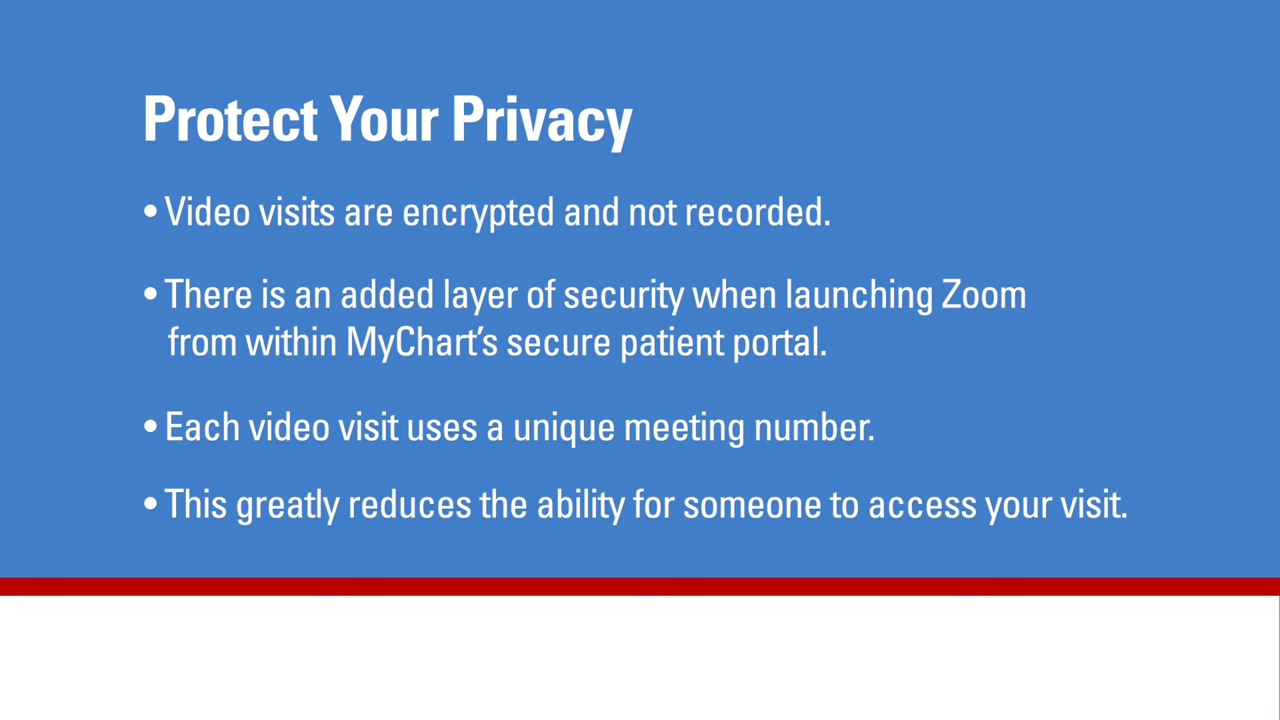 Protect Your Privacy
• Video visits are encrypted and not recorded.
• There is an added layer of security when launching Zoom
from within MyChart’s secure patient portal.
• Each video visit uses a unique meeting number.
• This greatly reduces the ability for someone to access your visit.